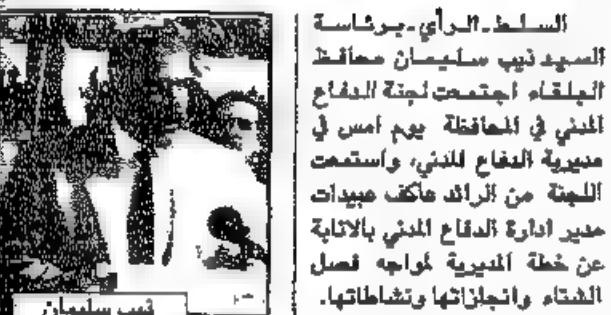 السلط ـ الرأي ـ برئاسة
السيد نيب سليمان محافظ
البلقاء اجتمعت لجنة الدفاع
المدني في المحافظة يوم امس في
مديرية الدفاع المدني، واستمعت
اللجنة من الرائد عاكف عبيدات
مدير ادارة الدفاع المدني بالانابة
عن خطة المديرية لمواجه فصل
الشتاء وانجازاتها ونشاطاتها.
نيب سليمان